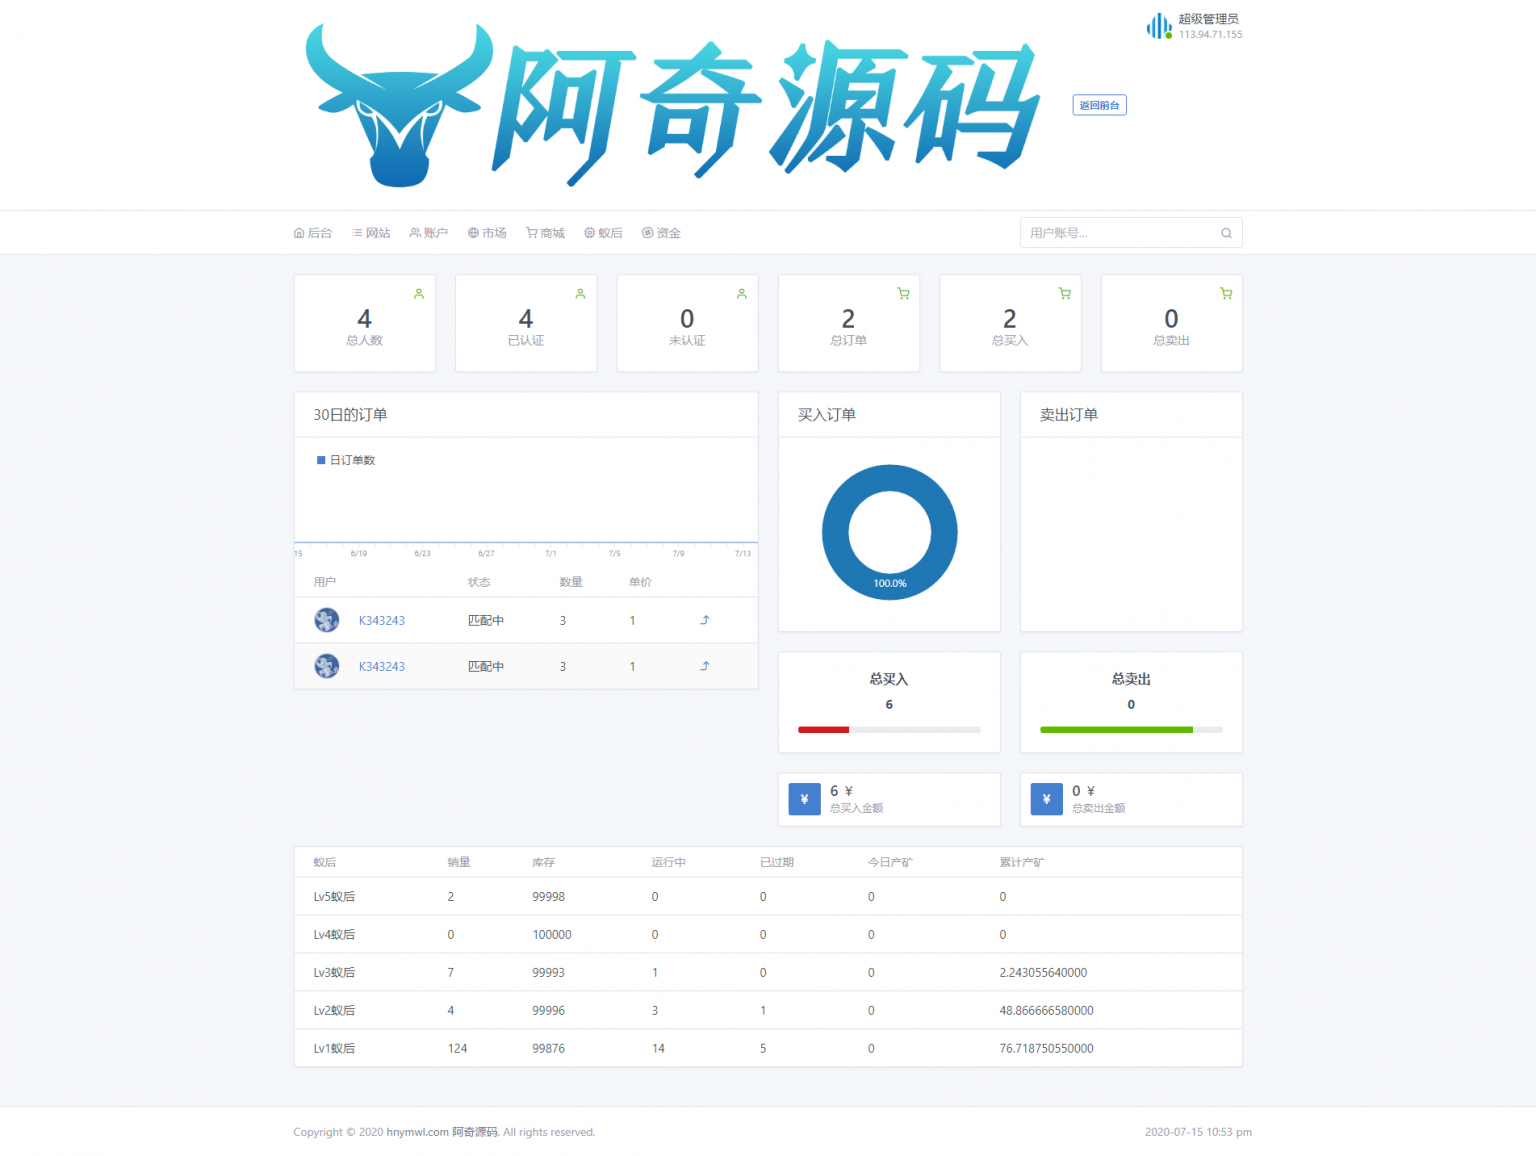 阿奇源码
超级管理员
113.94.71.155
返回前台
后台 网站 账户 市场 商城 蚁后 资金
用户账号...
4
总人数
4
已认证
0
未认证
2
总订单
2
总买入
0
总卖出
30日的订单
日订单数
15 6/19 6/23 6/27 7/1 7/5 7/9 7/13
用户 状态 数量 单价
K343243 匹配中 3 1
K343243 匹配中 3 1
买入订单
100.0%
卖出订单
总买入
6
总卖出
0
¥
6 ¥
总买入金额
¥
0 ¥
总卖出金额
蚁后 销量 库存 运行中 已过期 今日产矿 累计产矿
Lv5蚁后 2 99998 0 0 0 0
Lv4蚁后 0 100000 0 0 0 0
Lv3蚁后 7 99993 1 0 0 2.243055640000
Lv2蚁后 4 99996 3 1 0 48.866666580000
Lv1蚁后 124 99876 14 5 0 76.718750550000
Copyright © 2020 hnymwl.com 阿奇源码. All rights reserved.
2020-07-15 10:53 pm